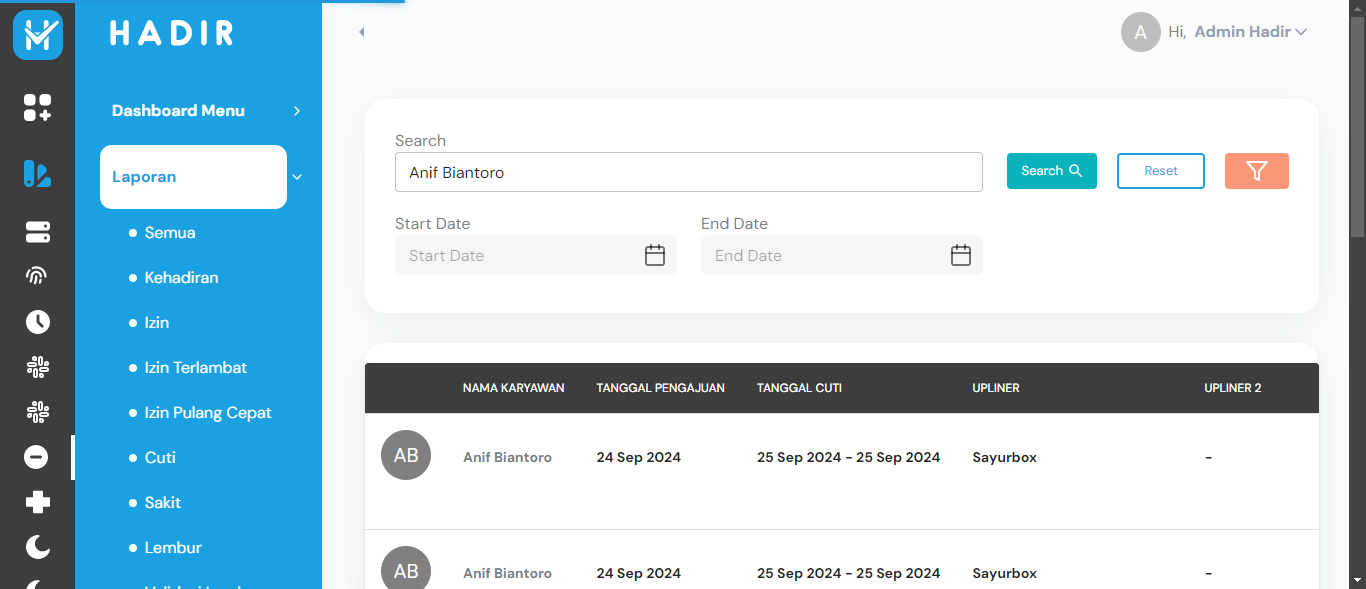 HADIR
A Hi, Admin Hadir
Dashboard Menu
Laporan
Semua
Kehadiran
Izin
Izin Terlambat
Izin Pulang Cepat
Cuti
Sakit
Lembur
Search
Anif Biantoro
Search
Reset
Start Date
End Date
Start Date
End Date
NAMA KARYAWAN TANGGAL PENGAJUAN TANGGAL CUTI UPLINER UPLINER 2
AB Anif Biantoro 24 Sep 2024 25 Sep 2024 - 25 Sep 2024 Sayurbox -
AB Anif Biantoro 24 Sep 2024 25 Sep 2024 - 25 Sep 2024 Sayurbox -